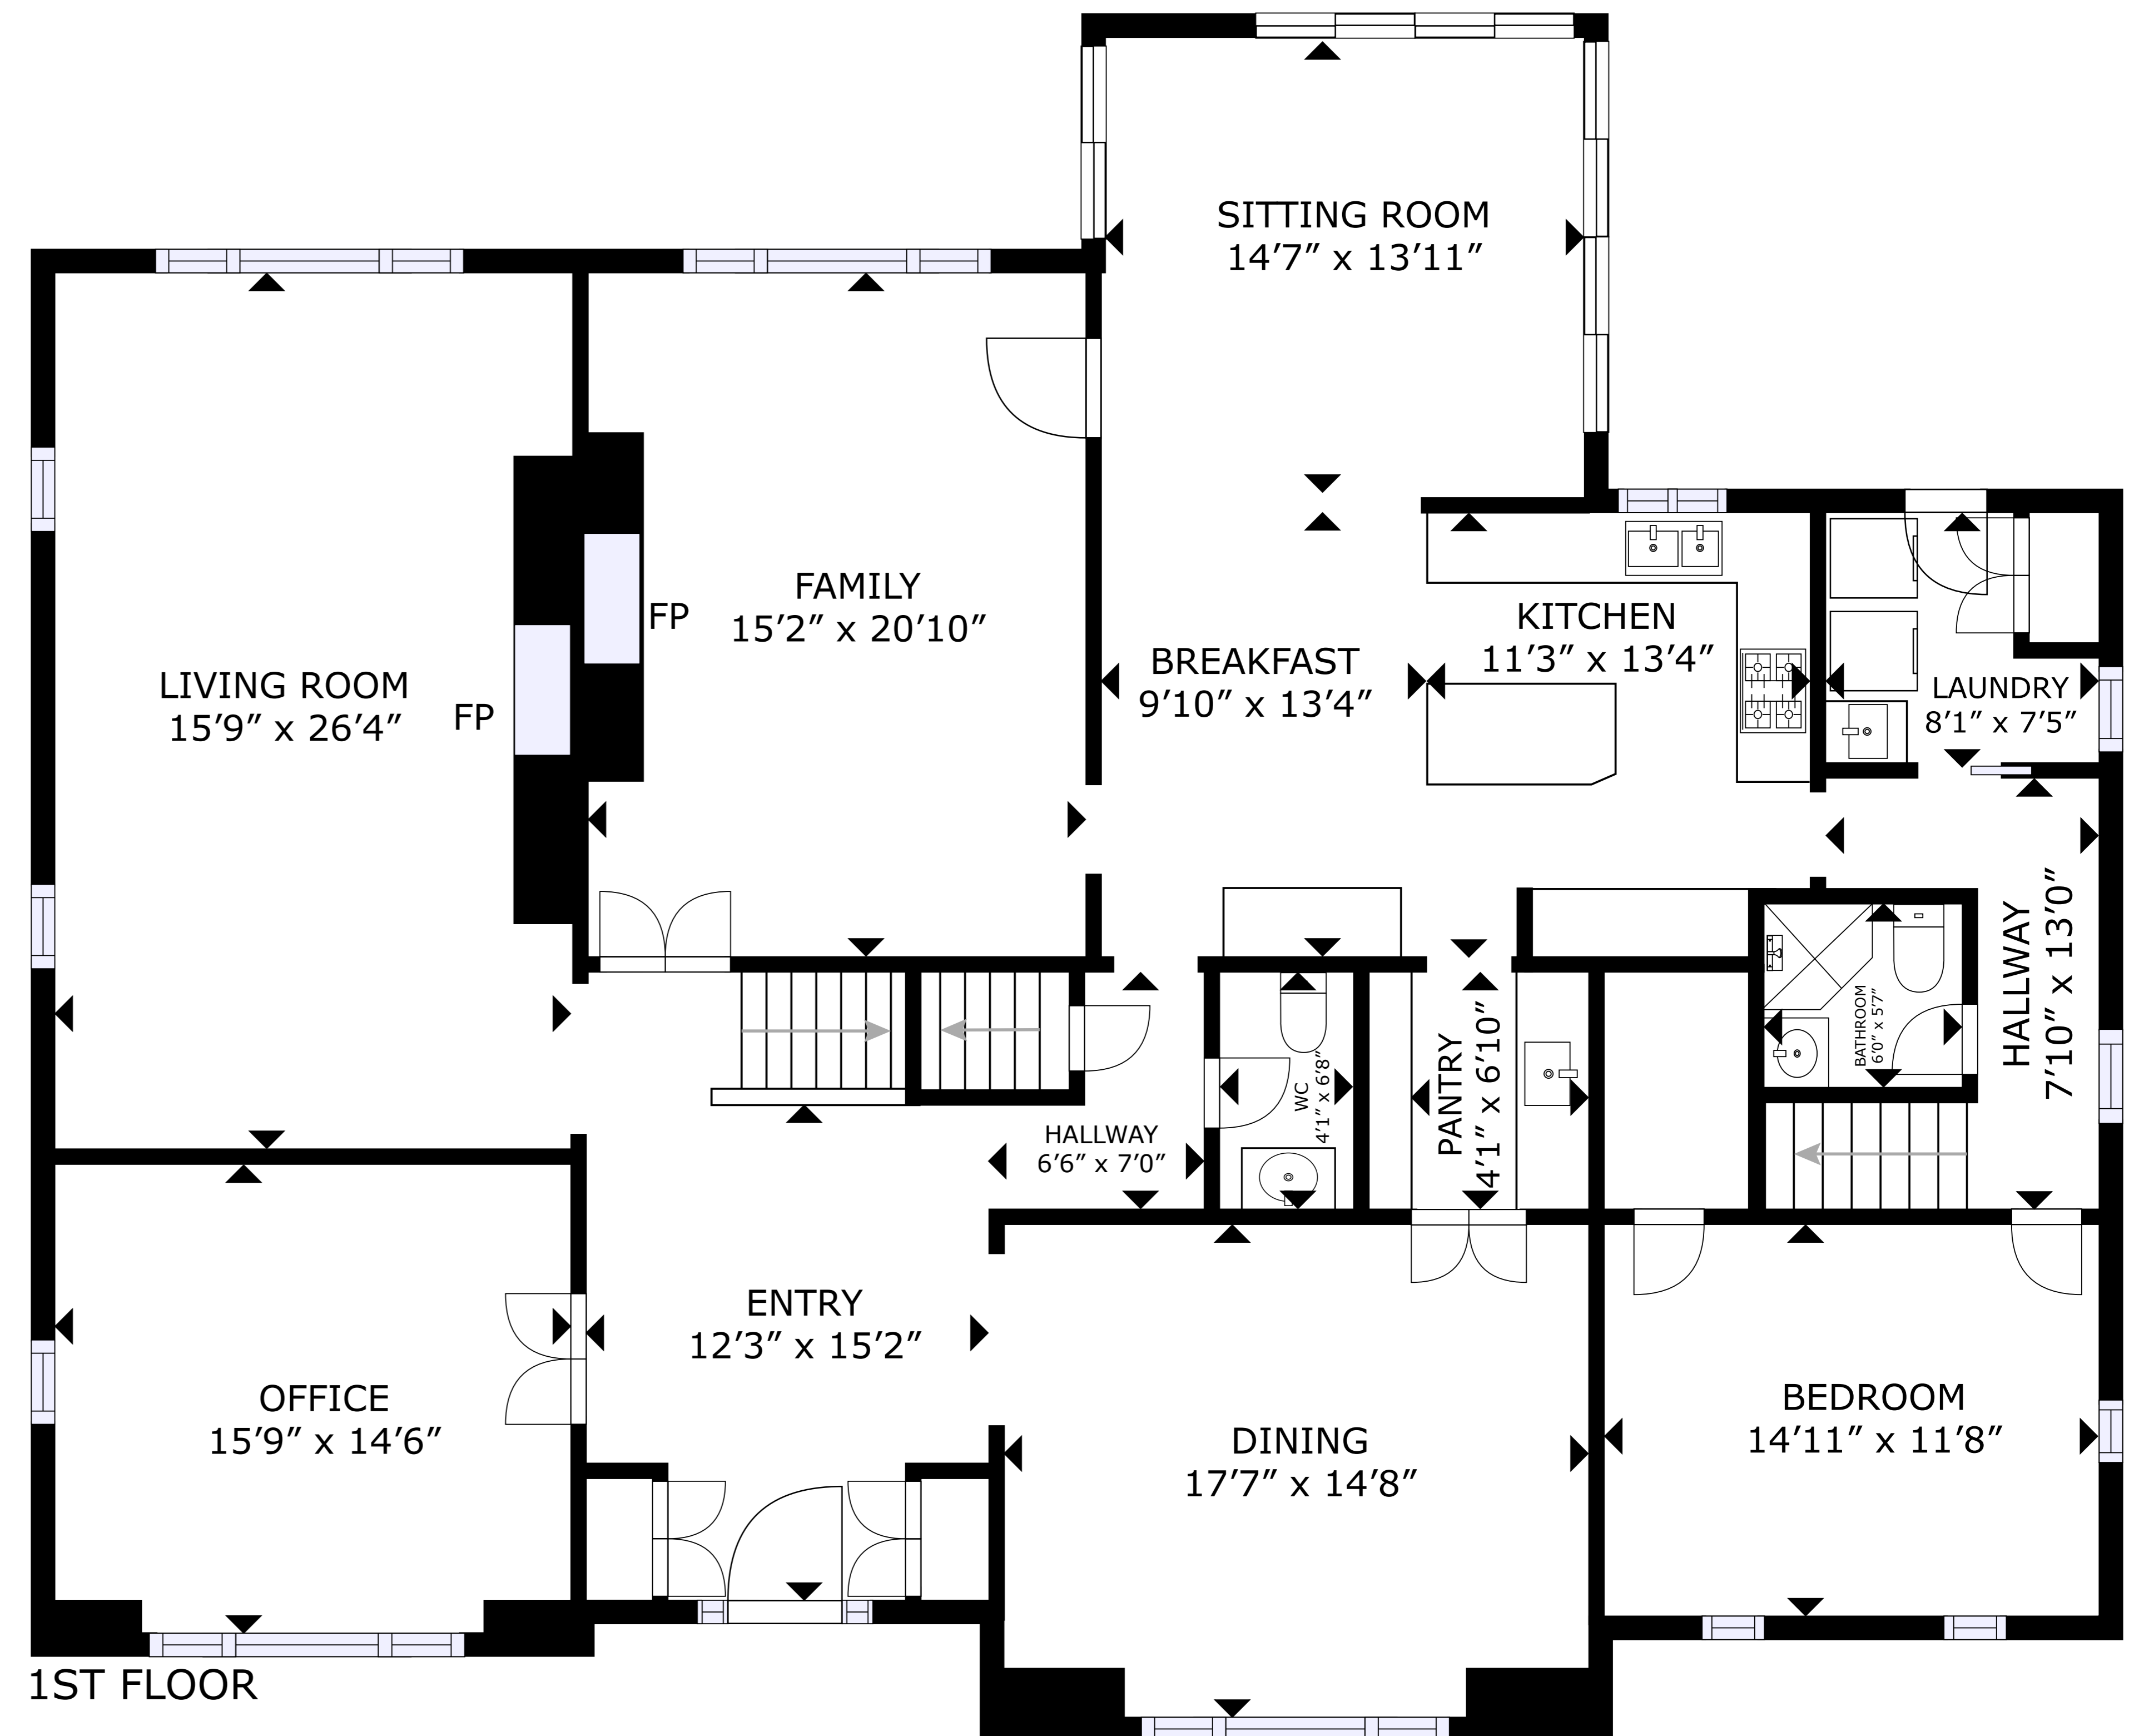 SITTING ROOM
14’7” x 13’11”
FAMILY
15’2” x 20’10”
FP
KITCHEN
11’3” x 13’4”
BREAKFAST
9’10” x 13’4”
LIVING ROOM
15’9” x 26’4”
FP
LAUNDRY
8’1” x 7’5”
HALLWAY
7’10” x 13’0”
BATHROOM
6’0” x 5’7”
PANTRY
4’1” x 6’10”
WC
4’1” x 6’8”
HALLWAY
6’6” x 7’0”
ENTRY
12’3” x 15’2”
OFFICE
15’9” x 14’6”
DINING
17’7” x 14’8”
BEDROOM
14’11” x 11’8”
1ST FLOOR